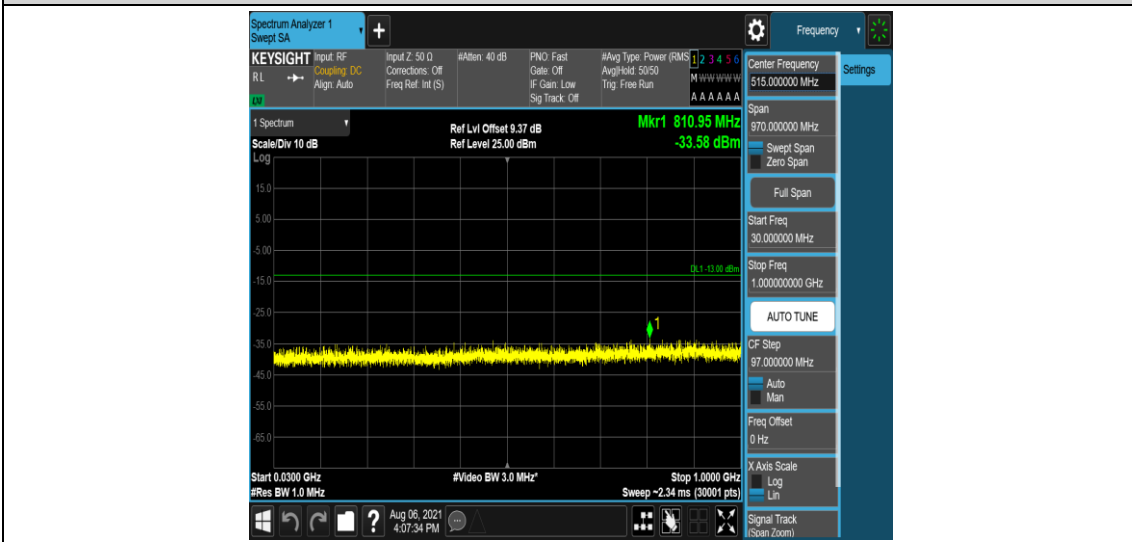 Spectrum Analyzer 1
Swept SA
+
Frequency
KEYSIGHT
RL
LXI
Input: RF
Coupling: DC
Align: Auto
Input Z: 50 Ω
Corrections: Off
Freq Ref: Int (S)
#Atten: 40 dB
PNO: Fast
Gate: Off
IF Gain: Low
Sig Track: Off
#Avg Type: Power (RMS
Avg|Hold: 50/50
Trig: Free Run
1 2 3 4 5 6
M W W W W W
A A A A A A
1 Spectrum
Scale/Div 10 dB
Log
Ref Lvl Offset 9.37 dB
Ref Level 25.00 dBm
Mkr1 810.95 MHz
-33.58 dBm
15.0
5.00
-5.00
DL1 -13.00 dBm
-15.0
-25.0
1
-35.0
-45.0
-55.0
-65.0
Start 0.0300 GHz
#Res BW 1.0 MHz
#Video BW 3.0 MHz*
Stop 1.0000 GHz
Sweep ~2.34 ms (30001 pts)
?
Aug 06, 2021
4:07:34 PM
Center Frequency
515.000000 MHz
Settings
Span
970.000000 MHz
Swept Span
Zero Span
Full Span
Start Freq
30.000000 MHz
Stop Freq
1.000000000 GHz
AUTO TUNE
CF Step
97.000000 MHz
Auto
Man
Freq Offset
0 Hz
X Axis Scale
Log
Lin
Signal Track
(Span Zoom)